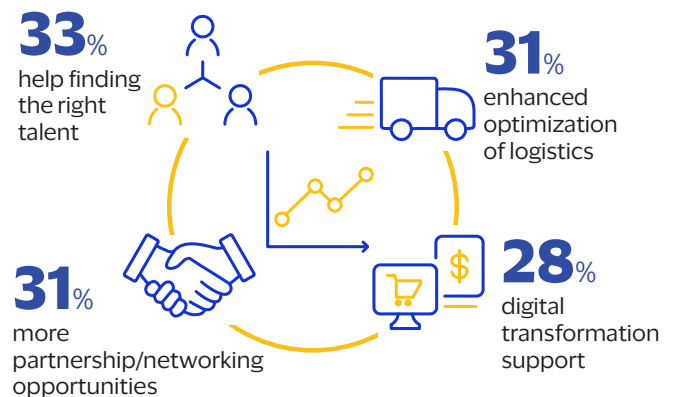 33%
help finding
the right
talent
31%
enhanced
optimization
of logistics
31%
more
partnership/networking
opportunities
$
28%
digital
transformation
support